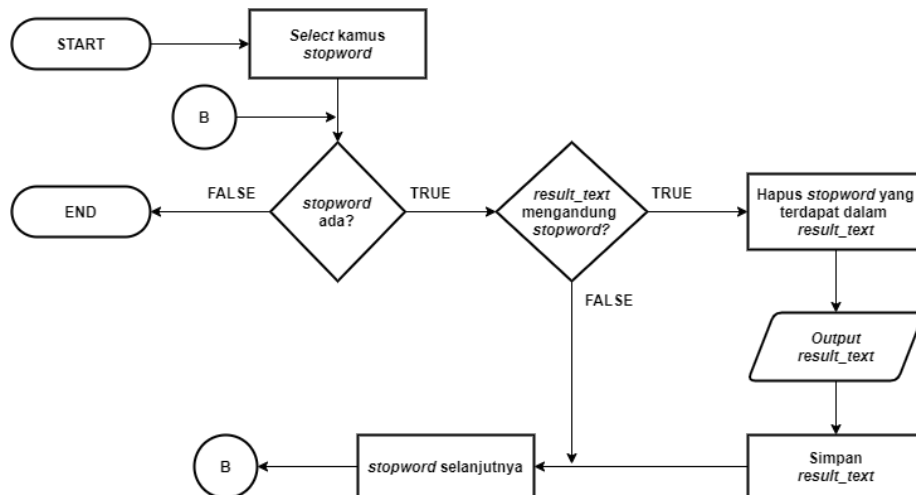 START
Select kamus
stopword
B
FALSE
stopword
ada?
TRUE
result_text
mengandung
stopword?
TRUE
Hapus stopword yang
terdapat dalam
result_text
END
FALSE
Output
result_text
Simpan
result_text
stopword selanjutnya
B